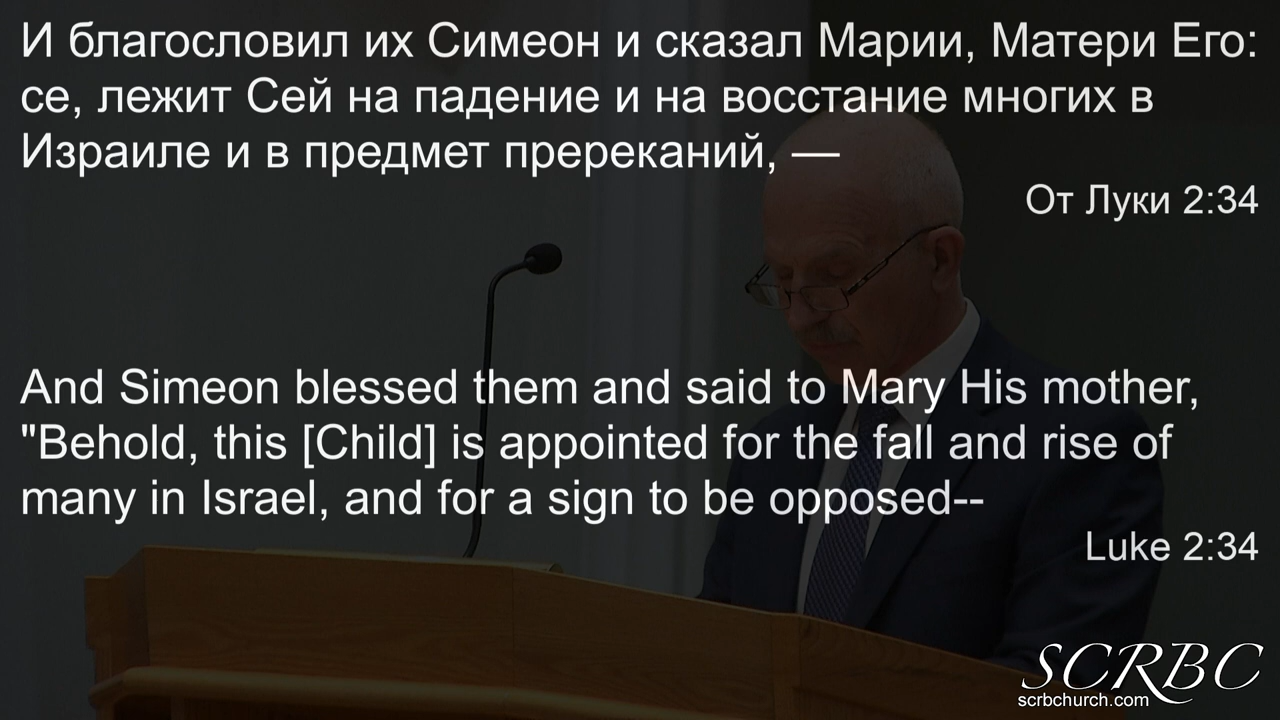 И благословил их Симеон и сказал Марии, Матери Его:
се, лежит Сей на падение и на восстание многих в
Израиле и в предмет пререканий, —
От Луки 2:34
And Simeon blessed them and said to Mary His mother,
"Behold, this [Child] is appointed for the fall and rise of
many in Israel, and for a sign to be opposed--
Luke 2:34
SCRBC
scrbchurch.com